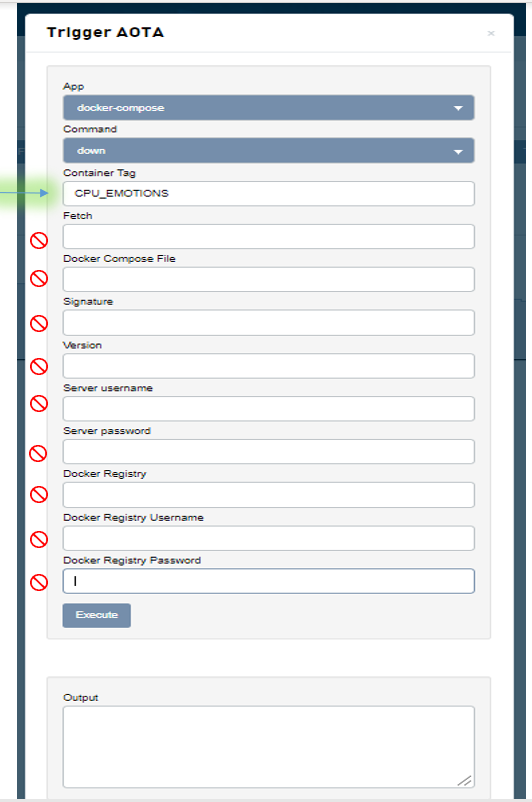 Trigger AOTA
×
App
docker-compose
Command
down
Container Tag
CPU_EMOTIONS
Fetch
Docker Compose File
Signature
Version
Server username
Server password
Docker Registry
Docker Registry Username
Docker Registry Password
Execute
Output